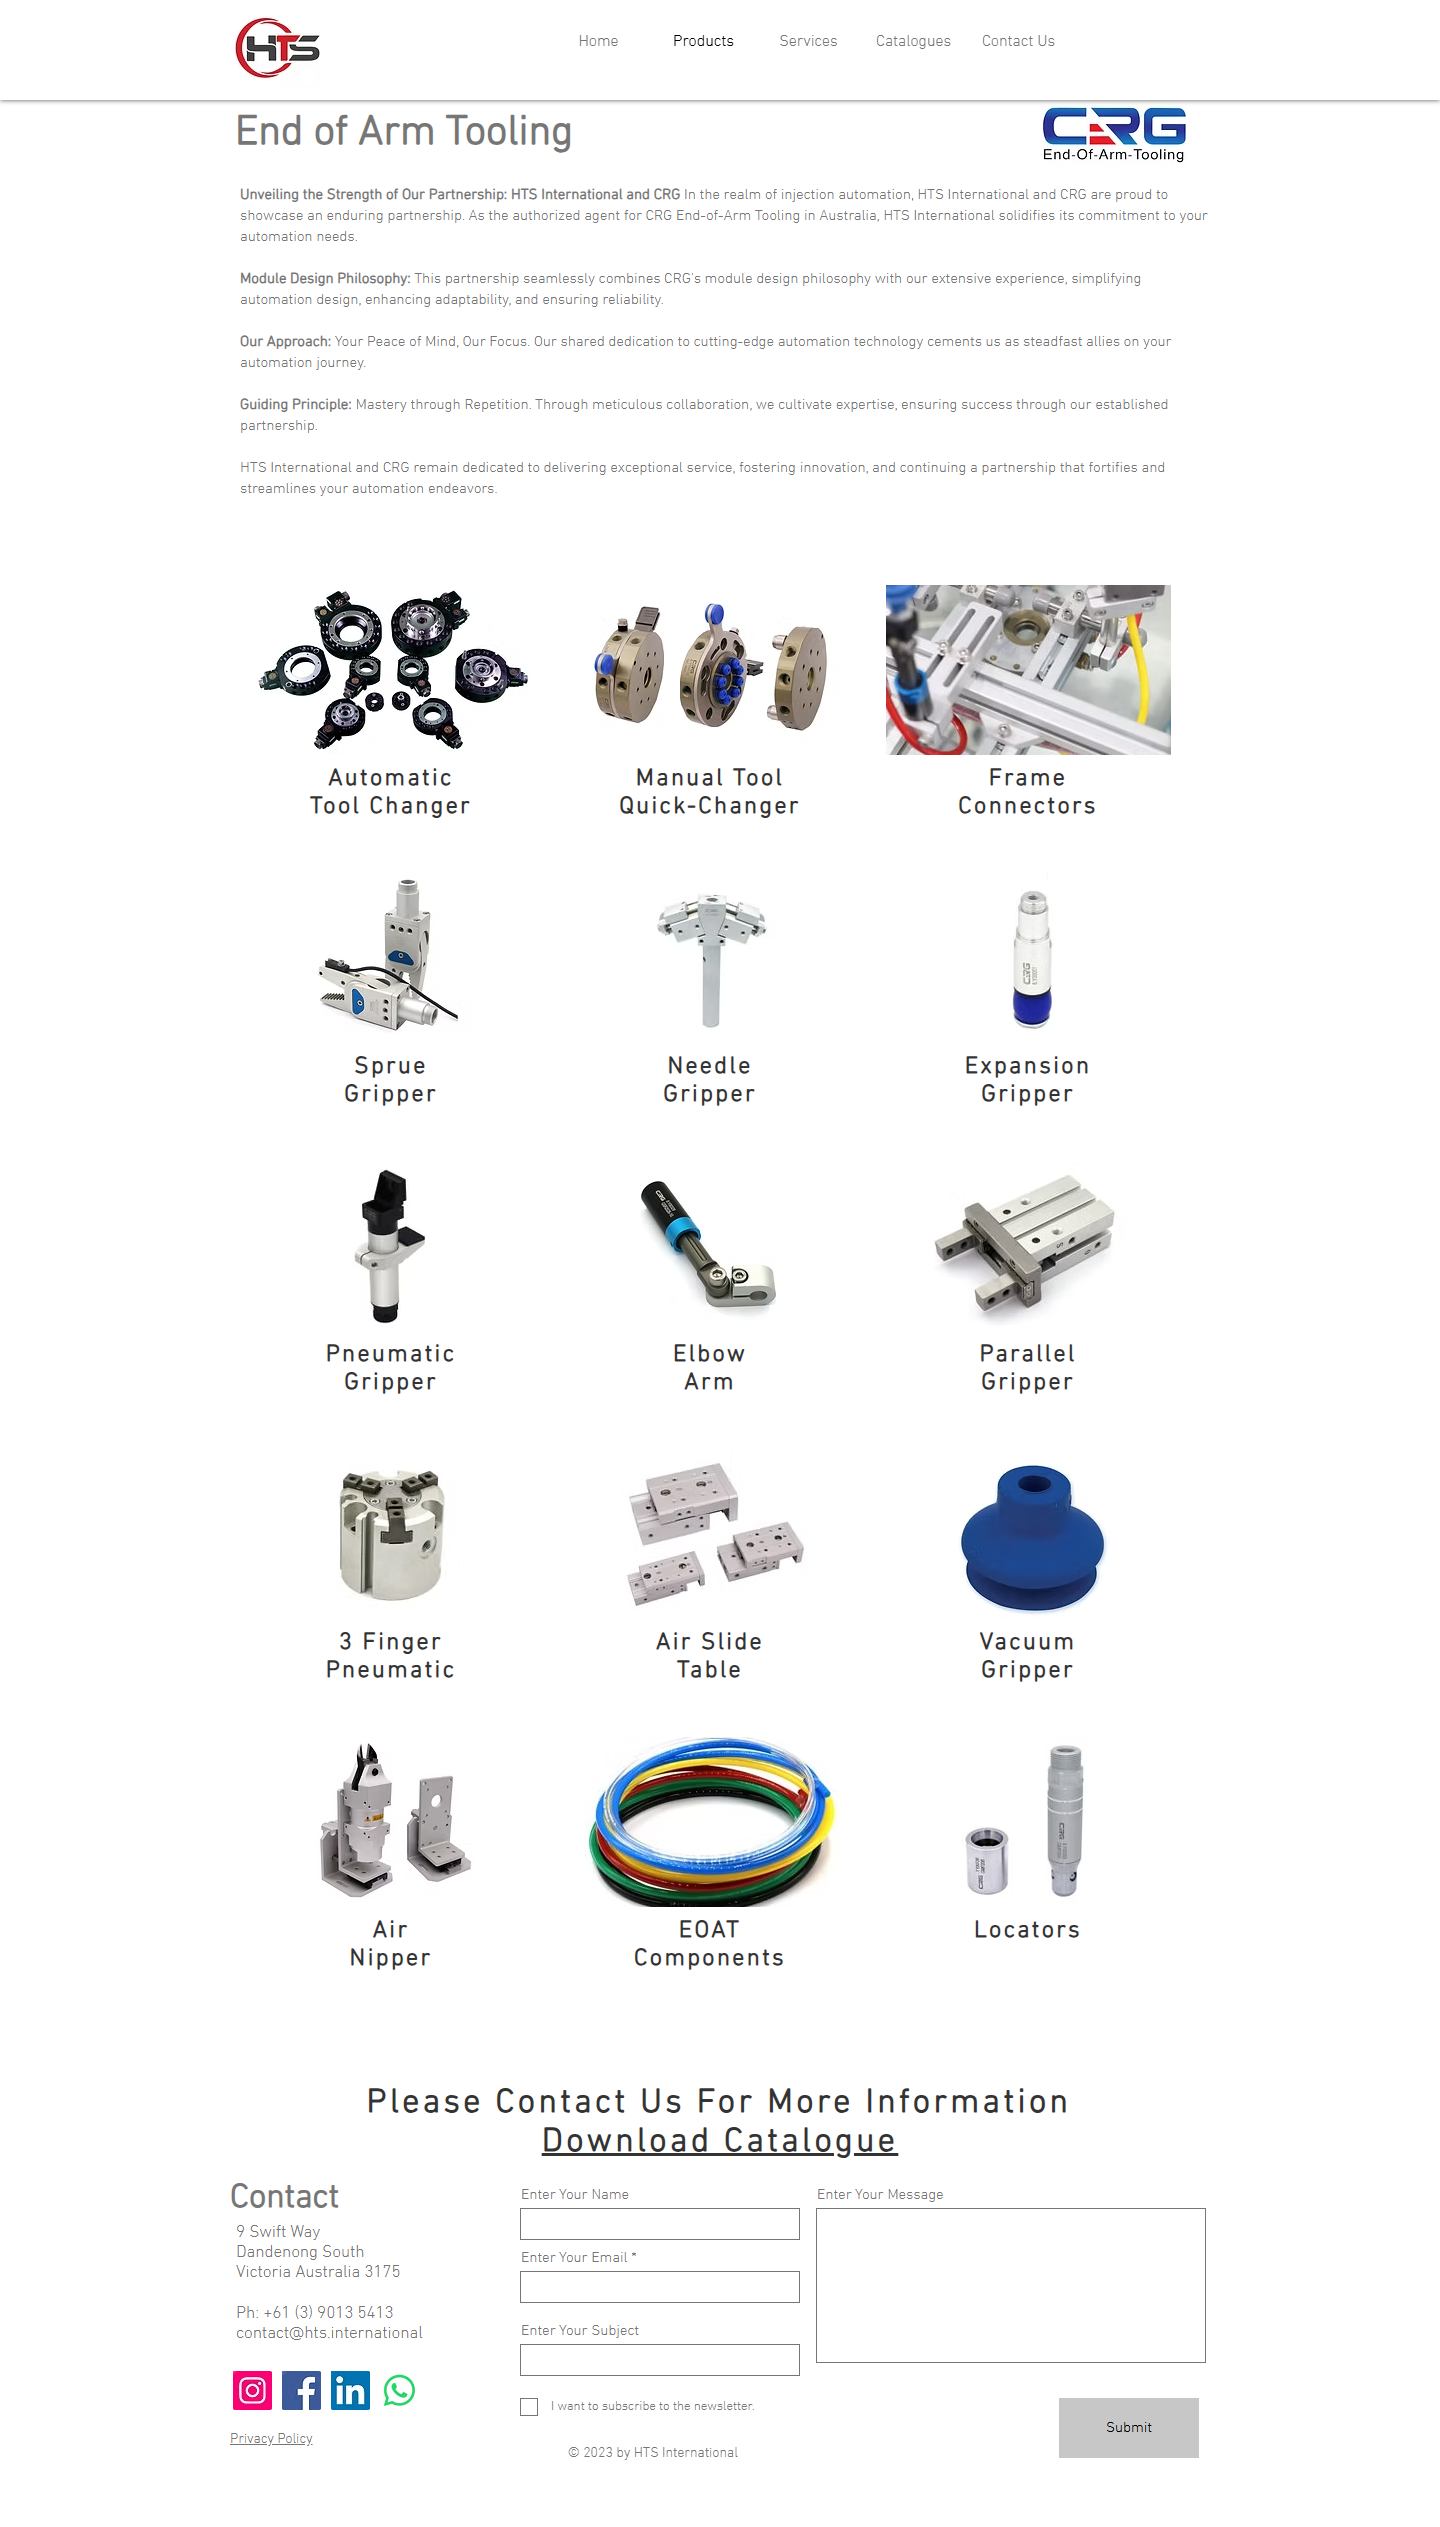 HTS
Home
Products
Services
Catalogues
Contact Us
End of Arm Tooling
CRG
End-Of-Arm-Tooling
Unveiling the Strength of Our Partnership: HTS International and CRG In the realm of injection automation, HTS International and CRG are proud to
showcase an enduring partnership. As the authorized agent for CRG End-of-Arm Tooling in Australia, HTS International solidifies its commitment to your
automation needs.
Module Design Philosophy: This partnership seamlessly combines CRG's module design philosophy with our extensive experience, simplifying
automation design, enhancing adaptability, and ensuring reliability.
Our Approach: Your Peace of Mind, Our Focus. Our shared dedication to cutting-edge automation technology cements us as steadfast allies on your
automation journey.
Guiding Principle: Mastery through Repetition. Through meticulous collaboration, we cultivate expertise, ensuring success through our established
partnership.
HTS International and CRG remain dedicated to delivering exceptional service, fostering innovation, and continuing a partnership that fortifies and
streamlines your automation endeavors.
Automatic
Tool Changer
Manual Tool
Quick-Changer
Frame
Connectors
CRG
Sprue
Gripper
Needle
Gripper
Expansion
Gripper
CRG
Pneumatic
Gripper
Elbow
Arm
Parallel
Gripper
3 Finger
Pneumatic
Air Slide
Table
Vacuum
Gripper
CRG
CRG
Air
Nipper
EOAT
Components
Locators
Please Contact Us For More Information
Download Catalogue
Contact
9 Swift Way
Dandenong South
Victoria Australia 3175
Ph: +61 (3) 9013 5413
contact@hts.international
in
Privacy Policy
Enter Your Name
Enter Your Email *
Enter Your Subject
Enter Your Message
I want to subscribe to the newsletter.
Submit
© 2023 by HTS International